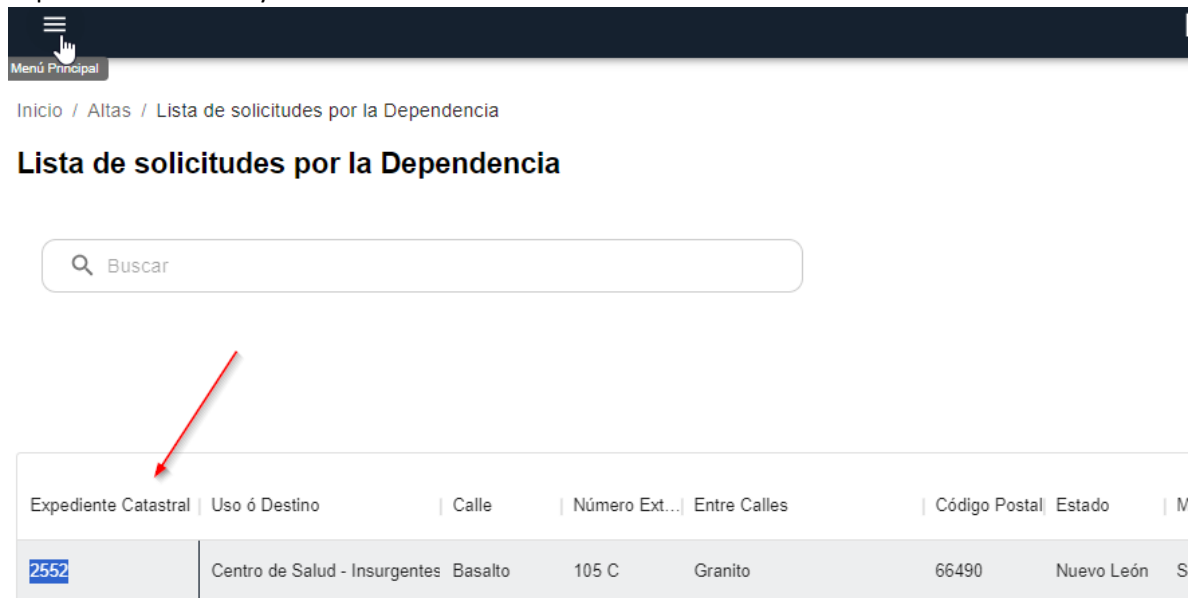 Menú Principal
Inicio / Altas / Lista de solicitudes por la Dependencia
Lista de solicitudes por la Dependencia
Buscar
Expediente Catastral | Uso ó Destino | Calle | Número Ext... | Entre Calles | Código Postal | Estado | M
2552 Centro de Salud - Insurgentes Basalto 105 C Granito 66490 Nuevo León S